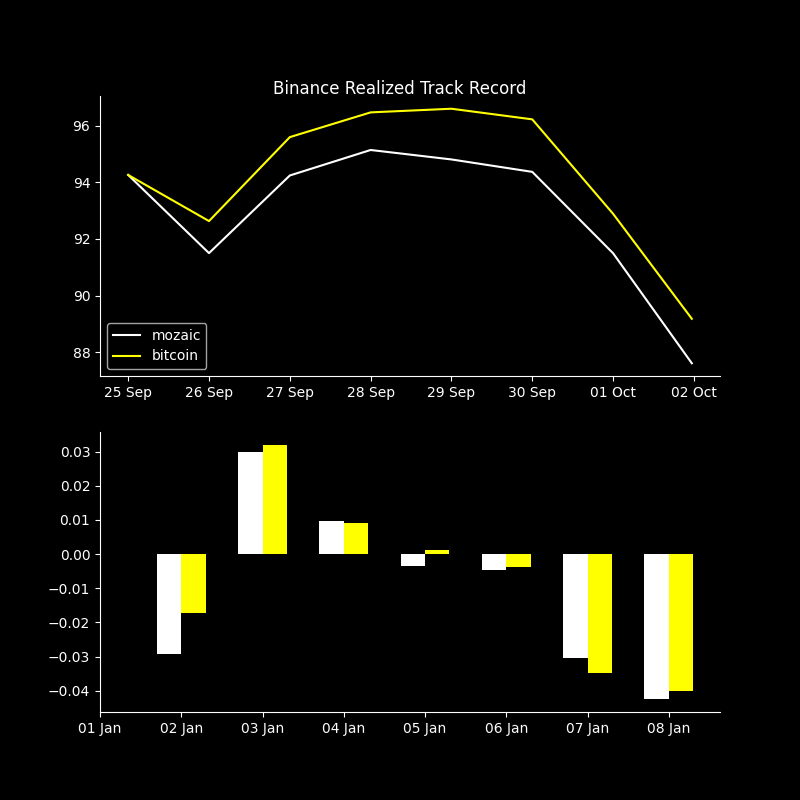 Binance Realized Track Record
96
94
92
90
88
mozaic
bitcoin
25 Sep 26 Sep 27 Sep 28 Sep 29 Sep 30 Sep 01 Oct 02 Oct
0.03
0.02
0.01
0.00
−0.01
−0.02
−0.03
−0.04
01 Jan 02 Jan 03 Jan 04 Jan 05 Jan 06 Jan 07 Jan 08 Jan